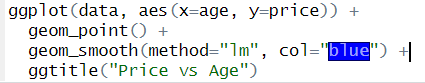 ggplot(data, aes(x=age, y=price)) +
geom_point() +
geom_smooth(method="lm", col="blue") +
ggtitle("Price vs Age")